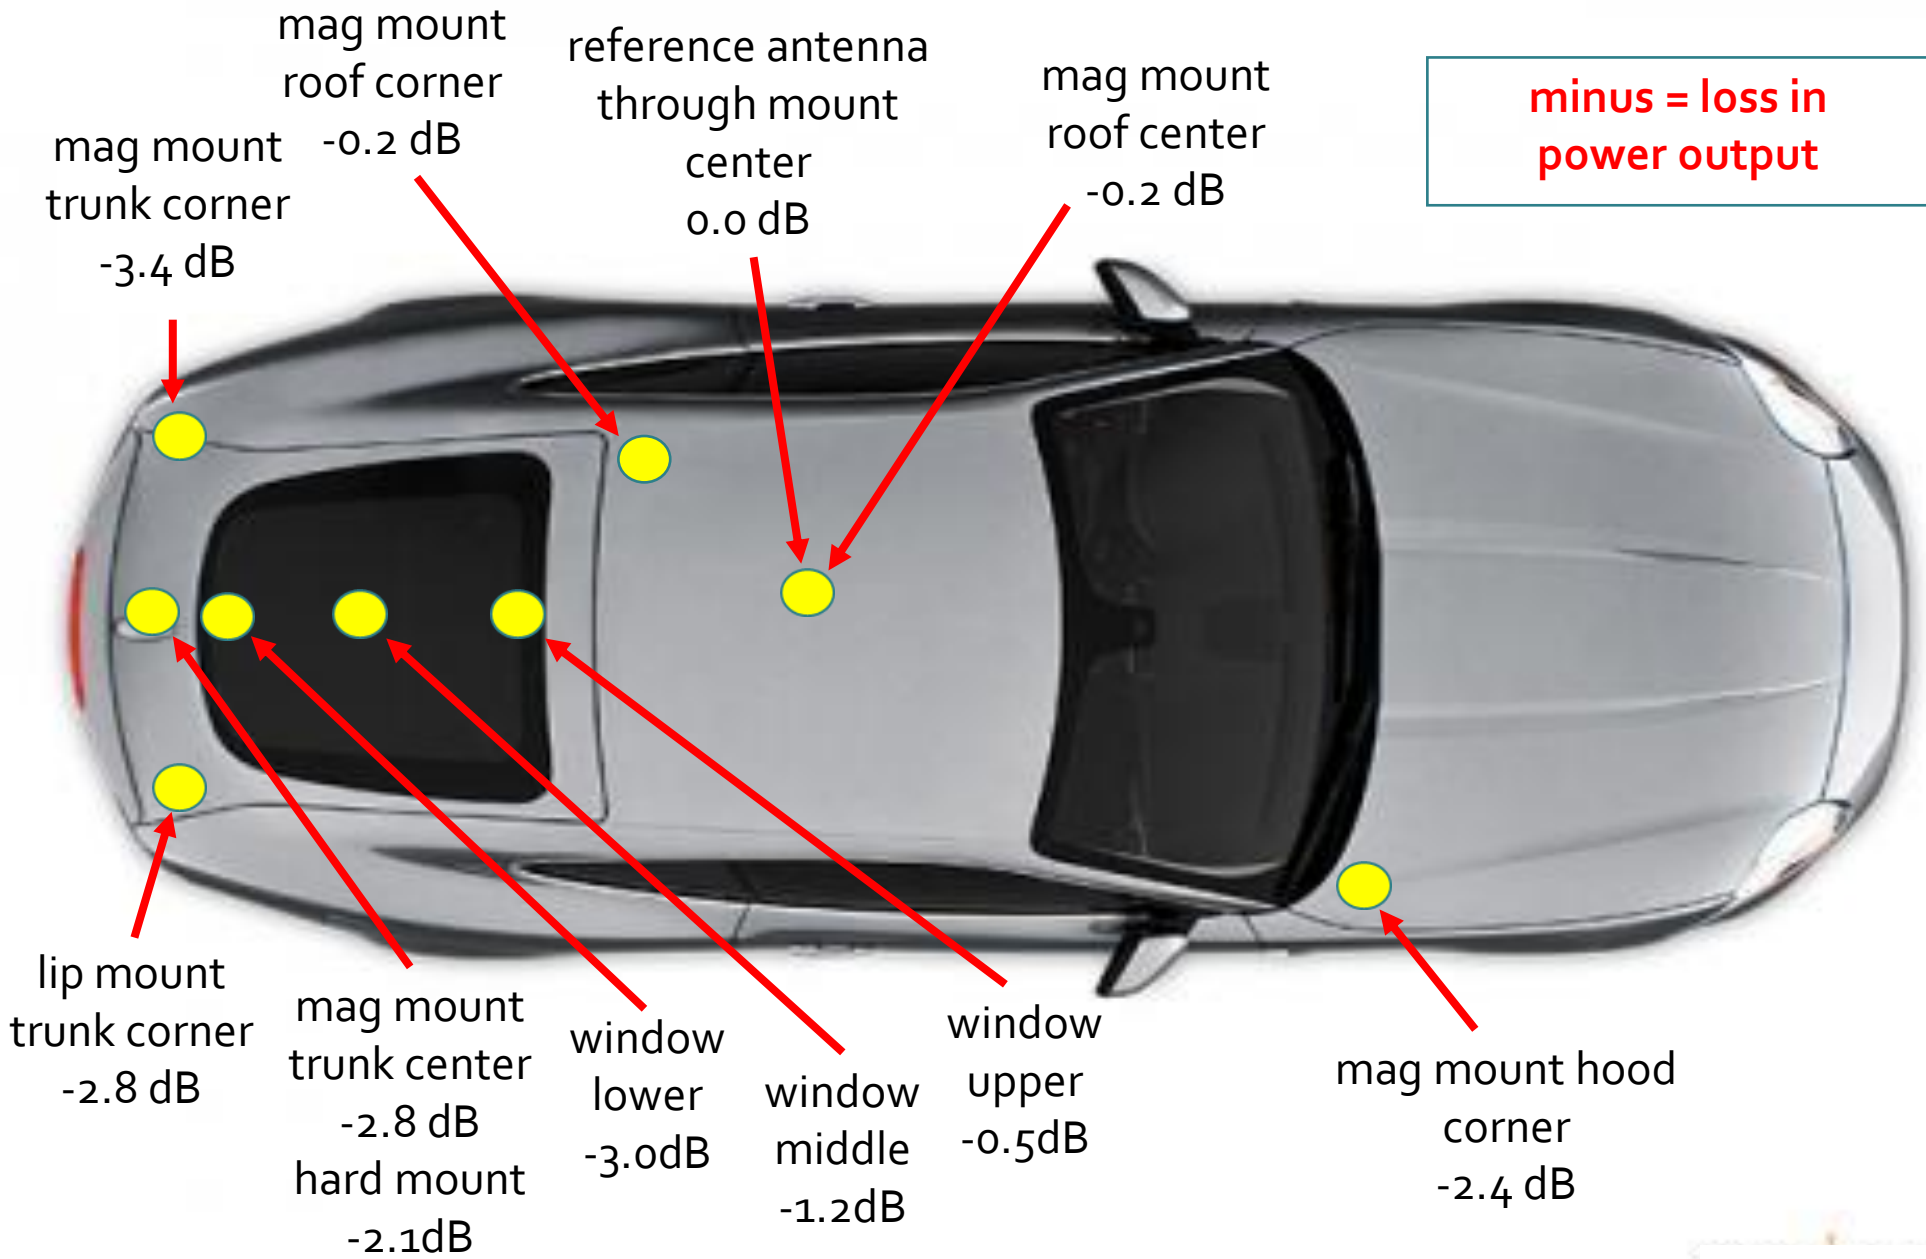 mag mount
roof corner
-0.2 dB
reference antenna
through mount
center
0.0 dB
mag mount
roof center
-0.2 dB
minus = loss in
power output
mag mount
trunk corner
-3.4 dB
lip mount
trunk corner
-2.8 dB
mag mount
trunk center
-2.8 dB
hard mount
-2.1dB
window
lower
-3.0dB
window
middle
-1.2dB
window
upper
-0.5dB
mag mount hood
corner
-2.4 dB